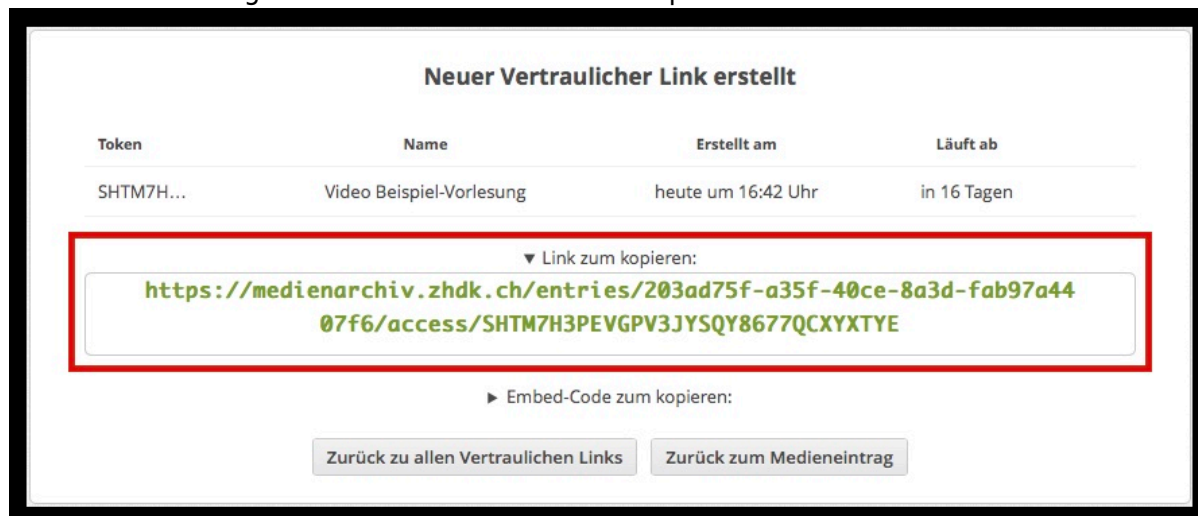 Neuer Vertraulicher Link erstellt
Token Name Erstellt am Läuft ab
SHTM7H... Video Beispiel-Vorlesung heute um 16:42 Uhr in 16 Tagen
▼ Link zum kopieren:
https://medienarchiv.zhdk.ch/entries/203ad75f-a35f-40ce-8a3d-fab97a44
07f6/access/SHTM7H3PEVGPV3JYSQY8677QCXYXTYE
▶ Embed-Code zum kopieren:
Zurück zu allen Vertraulichen Links Zurück zum Medieneintrag